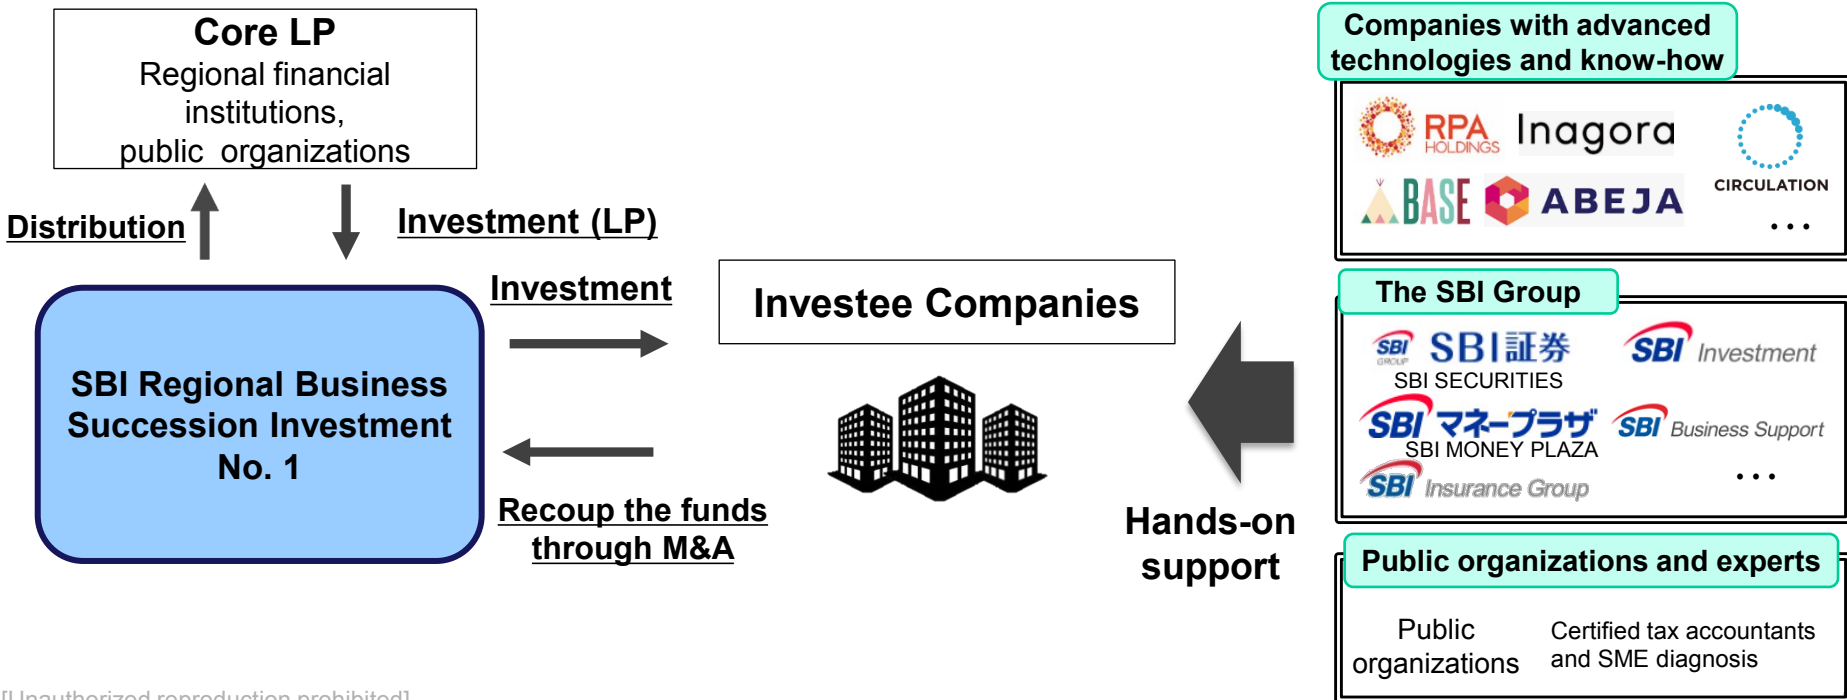 Core LP
Regional financial
institutions,
public organizations
Distribution
Investment (LP)
SBI Regional Business
Succession Investment
No. 1
Investment
Recoup the funds
through M&A
Investee Companies
Hands-on
support
Companies with advanced
technologies and know-how
RPA
HOLDINGS
Inagora
CIRCULATION
BASE
ABEJA
...
The SBI Group
SBI
GROUP
SBI証券
SBI SECURITIES
SBI Investment
SBI マネープラザ
SBI MONEY PLAZA
SBI Business Support
SBI Insurance Group
...
Public organizations and experts
Public
organizations
Certified tax accountants
and SME diagnosis
[Unauthorized reproduction prohibited]